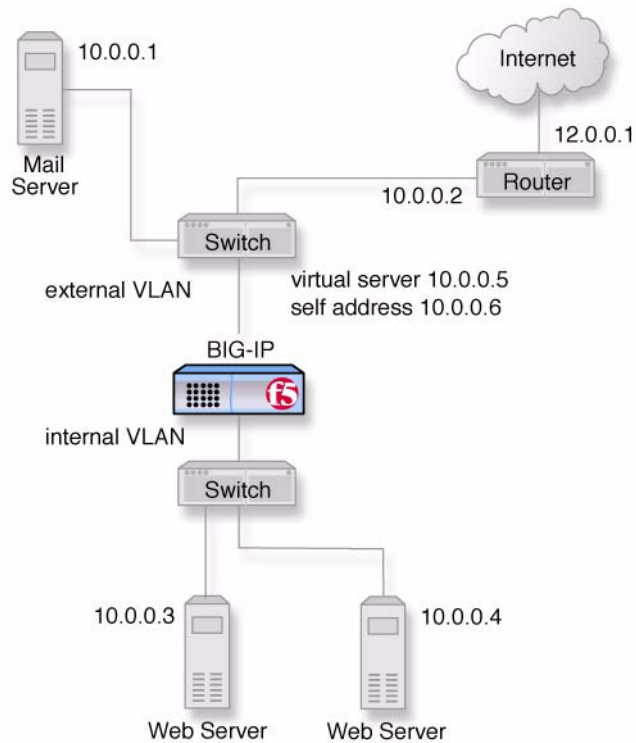 10.0.0.1
Internet
12.0.0.1
Mail
Server
10.0.0.2
Router
Switch
external VLAN
virtual server 10.0.0.5
self address 10.0.0.6
BIG-IP
f5
internal VLAN
Switch
10.0.0.3
10.0.0.4
Web Server
Web Server